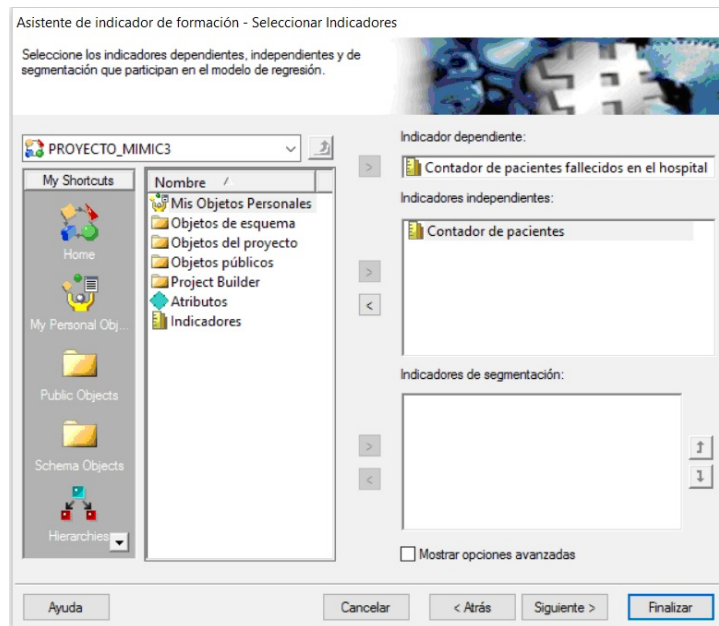 Asistente de indicador de formación - Seleccionar Indicadores
Seleccione los indicadores dependientes, independientes y de
segmentación que participan en el modelo de regresión.
PROYECTO_MIMIC3
My Shortcuts
Home
My Personal Obj...
Public Objects
Schema Objects
Hierarchies
Nombre
Mis Objetos Personales
Objetos de esquema
Objetos del proyecto
Objetos públicos
Project Builder
Atributos
Indicadores
>
Indicador dependiente:
Contador de pacientes fallecidos en el hospital
Indicadores independientes:
>
<
Contador de pacientes
Indicadores de segmentación:
>
<
Mostrar opciones avanzadas
Ayuda
Cancelar
< Atrás
Siguiente >
Finalizar